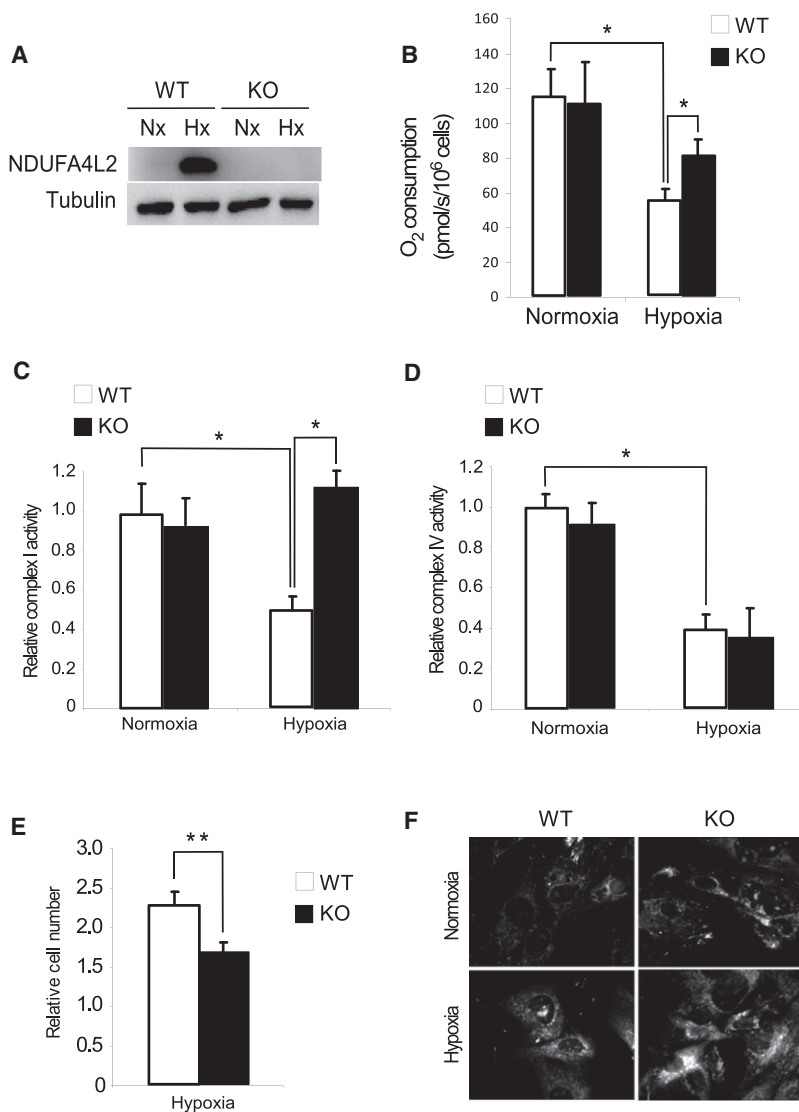 A
WT KO
Nx Hx Nx Hx
NDUFA4L2
Tubulin
B
WT
KO
O2 consumption
(pmol/s/10⁶ cells)
160
140
120
100
80
60
40
20
0
*
*
Normoxia Hypoxia
C
WT
KO
Relative complex I activity
1.2
1.0
0.8
0.6
0.4
0.2
0
*
*
Normoxia Hypoxia
D
WT
KO
Relative complex IV activity
1.2
1.0
0.8
0.6
0.4
0.2
0
*
Normoxia Hypoxia
E
Relative cell number
3.0
2.5
2.0
1.5
1.0
0.5
0
**
WT
KO
Hypoxia
F
WT KO
Normoxia
Hypoxia